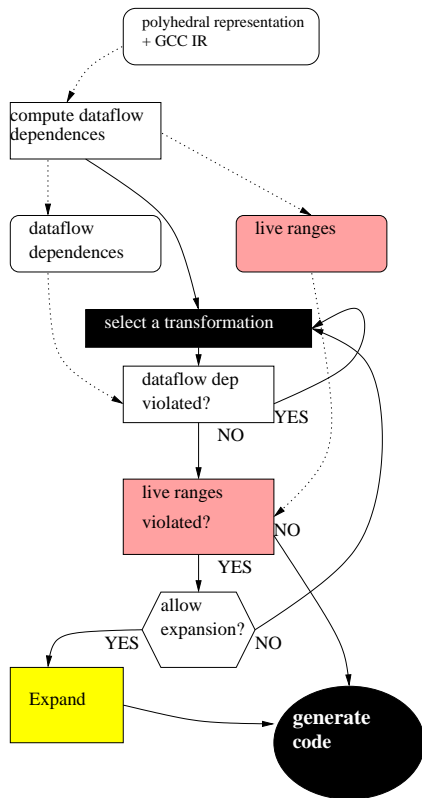 polyhedral representation
+ GCC IR
compute dataflow
dependences
dataflow
dependences
live ranges
select a transformation
dataflow dep
violated?
YES
NO
live ranges
violated?
NO
YES
allow
expansion?
YES
NO
Expand
generate
code